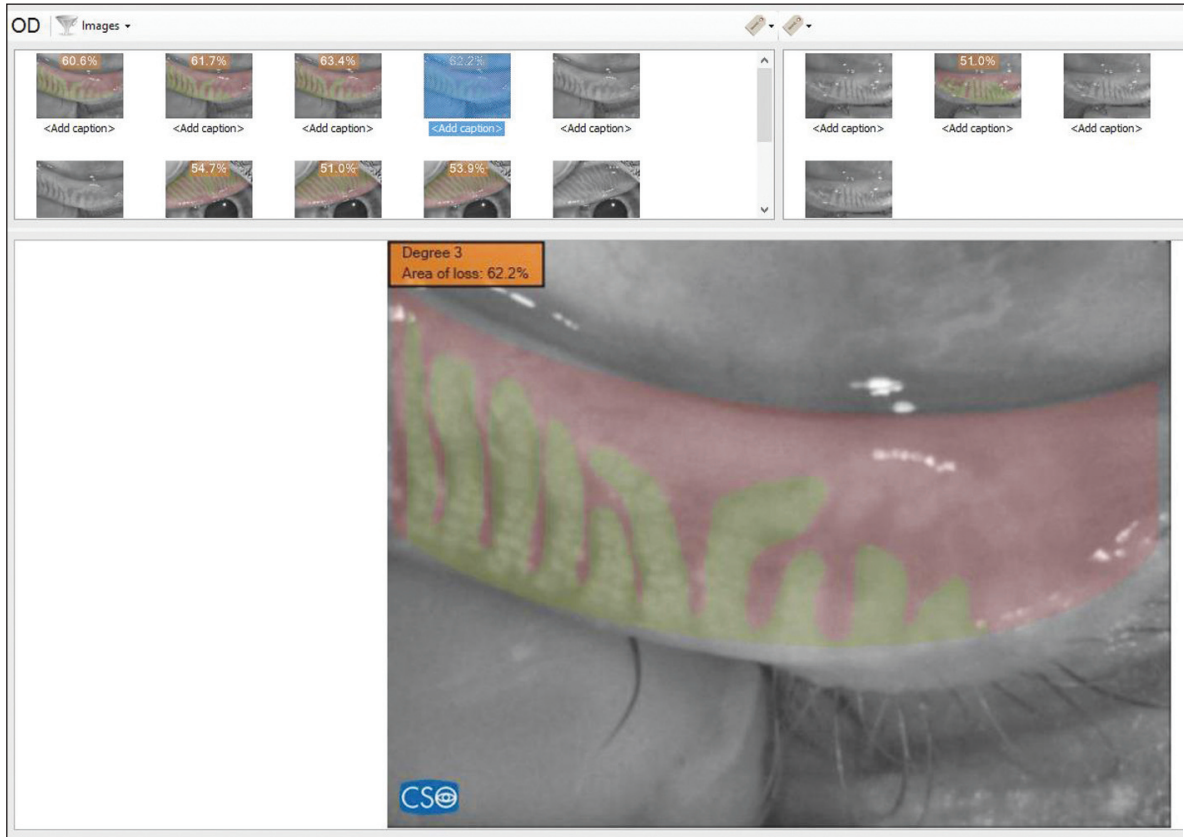 OD Images
60.6% 61.7% 63.4% 62.2% 51.0%
<Add caption> <Add caption> <Add caption> <Add caption> <Add caption> <Add caption> <Add caption> <Add caption>
54.7% 51.0% 53.9%
Degree 3
Area of loss: 62.2%
CSO